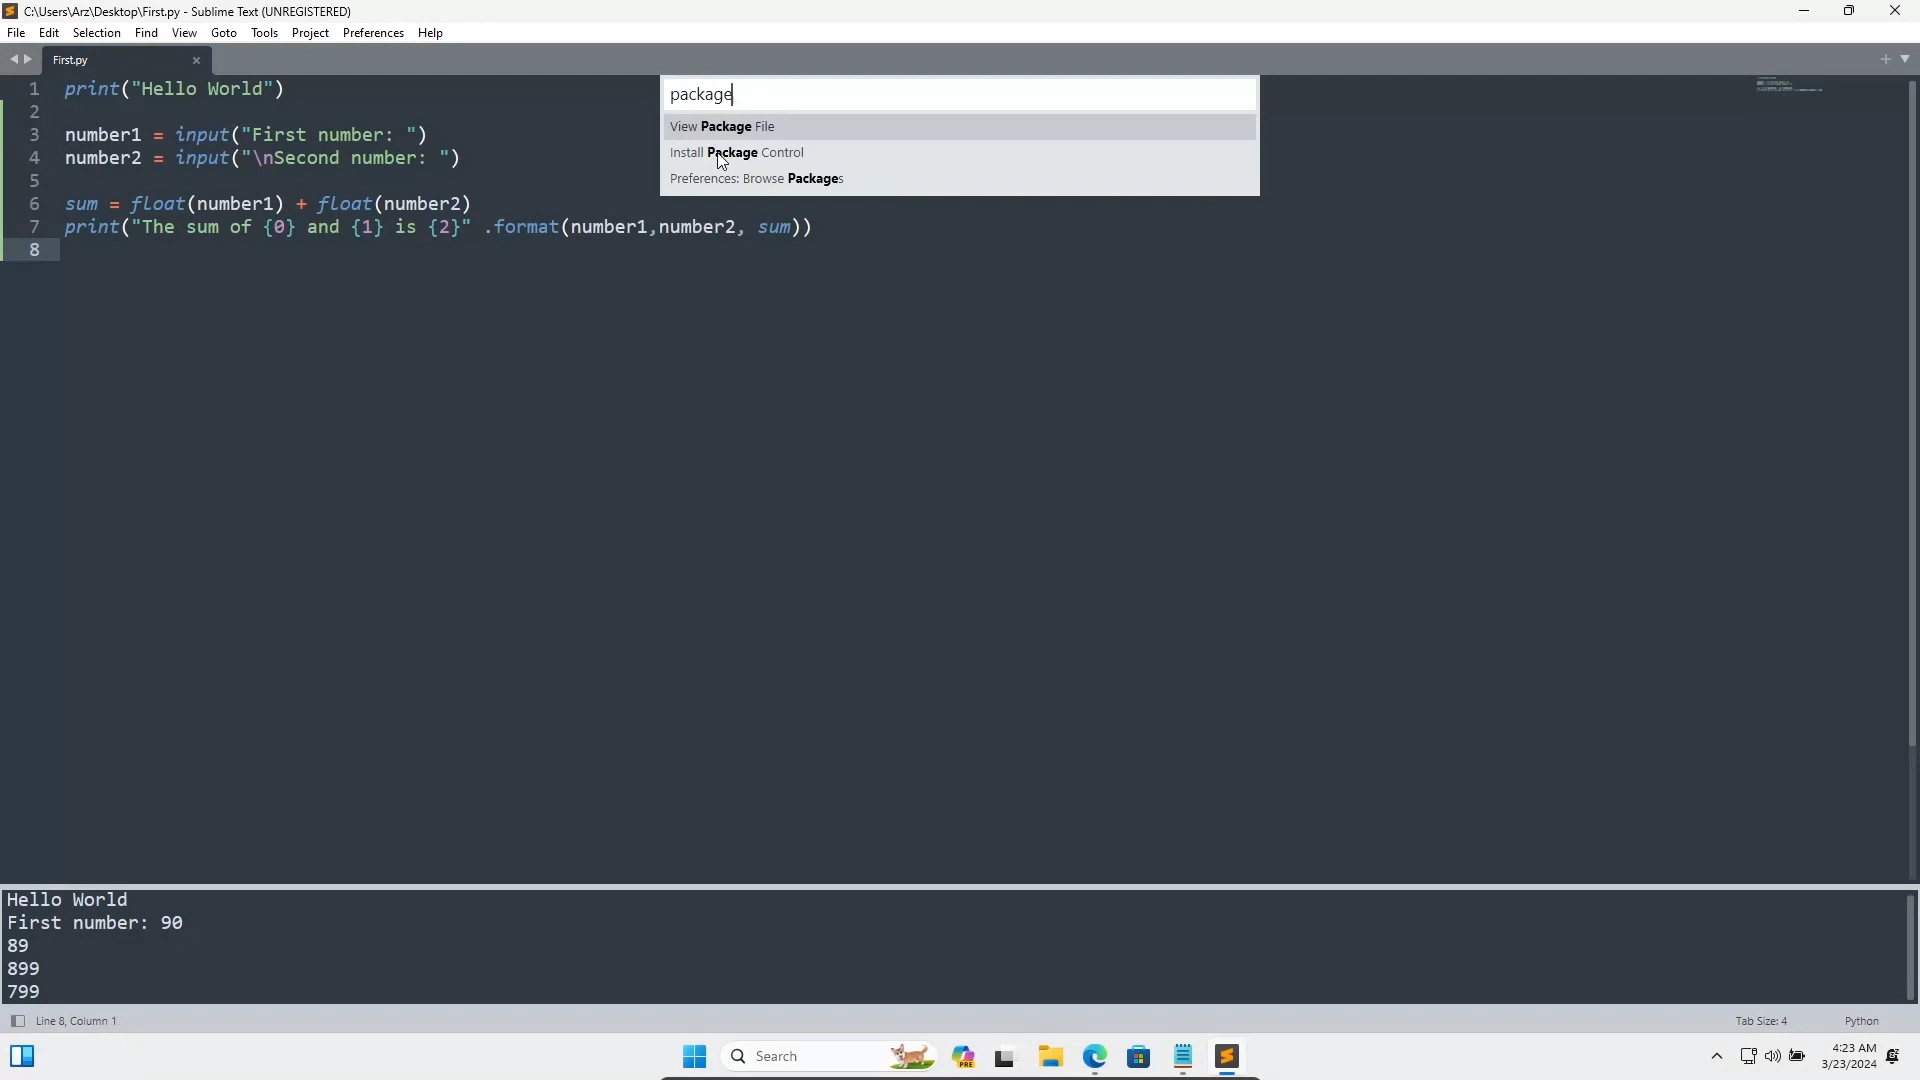 C:\Users\Arz\Desktop\First.py - Sublime Text (UNREGISTERED)
File Edit Selection Find View Goto Tools Project Preferences Help
First.py
1 print("Hello World")
2
3 number1 = input("First number: ")
4 number2 = input("\nSecond number: ")
5
6 sum = float(number1) + float(number2)
7 print("The sum of {0} and {1} is {2}" .format(number1,number2, sum))
8
package
View Package File
Install Package Control
Preferences: Browse Packages
Hello World
First number: 90
89
899
799
Line 8, Column 1
Tab Size: 4
Python
Search
PRE
4:23 AM
3/23/2024